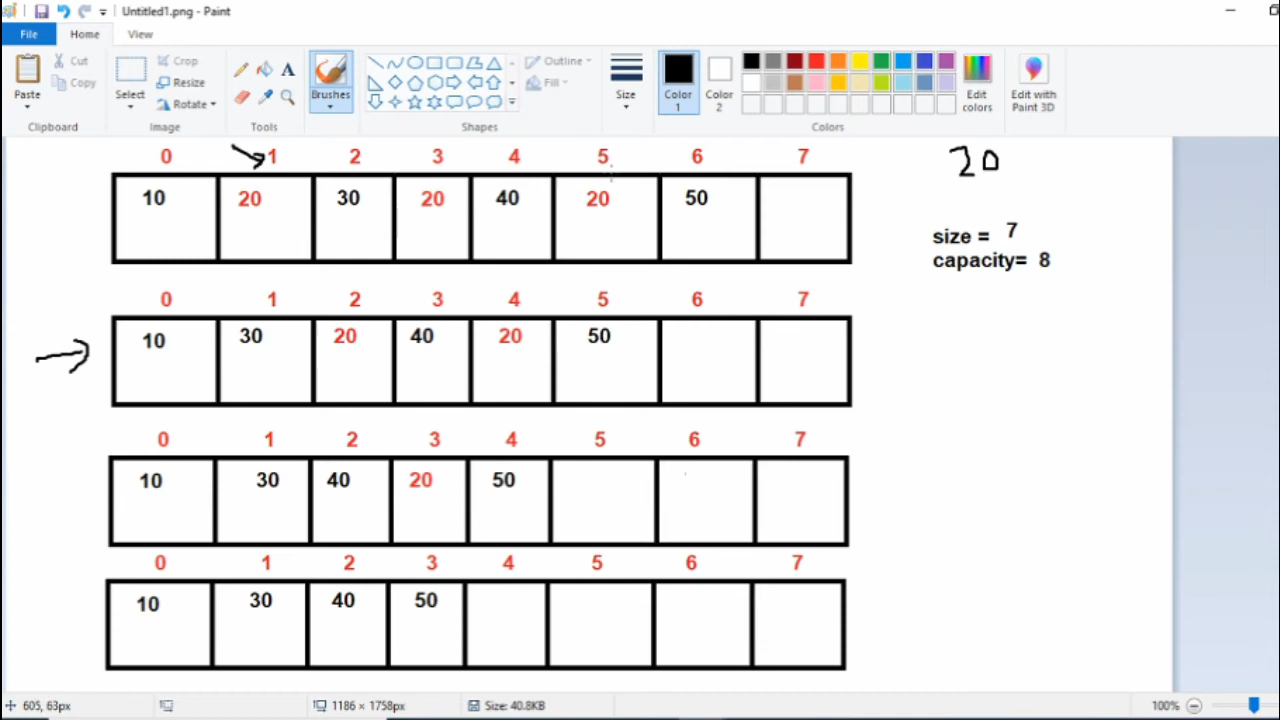 Untitled1.png - Paint
File Home View
Paste Cut Copy Clipboard
Select Crop Resize Rotate Image
A Tools
Brushes
Outline Fill Shapes
Size
Color 1 Color 2 Edit colors Colors
Edit with Paint 3D
0 1 2 3 4 5 6 7
10 20 30 20 40 20 50
20
size = 7
capacity= 8
0 1 2 3 4 5 6 7
10 30 20 40 20 50
0 1 2 3 4 5 6 7
10 30 40 20 50
0 1 2 3 4 5 6 7
10 30 40 50
605, 63px 1186 × 1758px Size: 40.8KB 100%